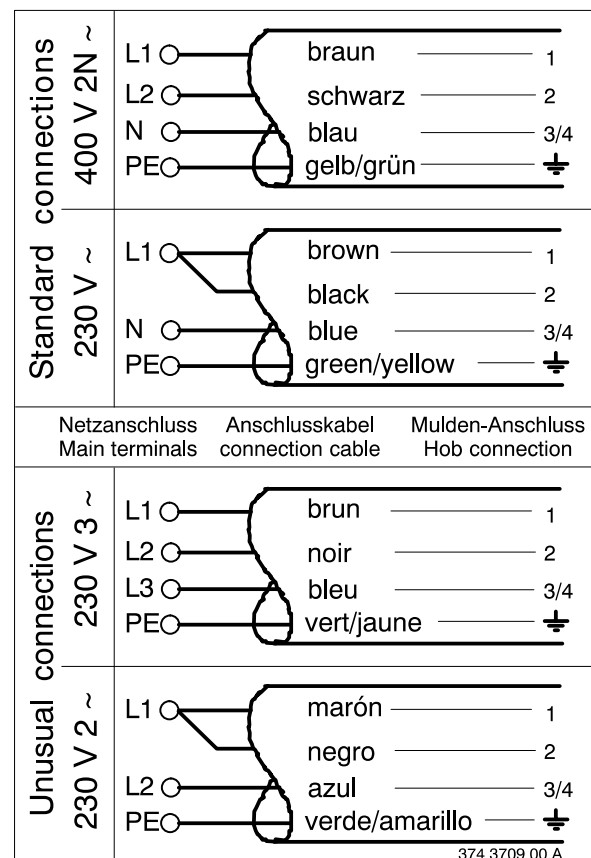 Standard connections
400 V 2N ~
L1 braun 1
L2 schwarz 2
N blau 3/4
PE gelb/grün
230 V ~
L1 brown 1
black 2
N blue 3/4
PE green/yellow
Netzanschluss Anschlusskabel Mulden-Anschluss
Main terminals connection cable Hob connection
Unusual connections
230 V 3 ~
L1 brun 1
L2 noir 2
L3 bleu 3/4
PE vert/jaune
230 V 2 ~
L1 marón 1
negro 2
L2 azul 3/4
PE verde/amarillo
374 3709 00 A